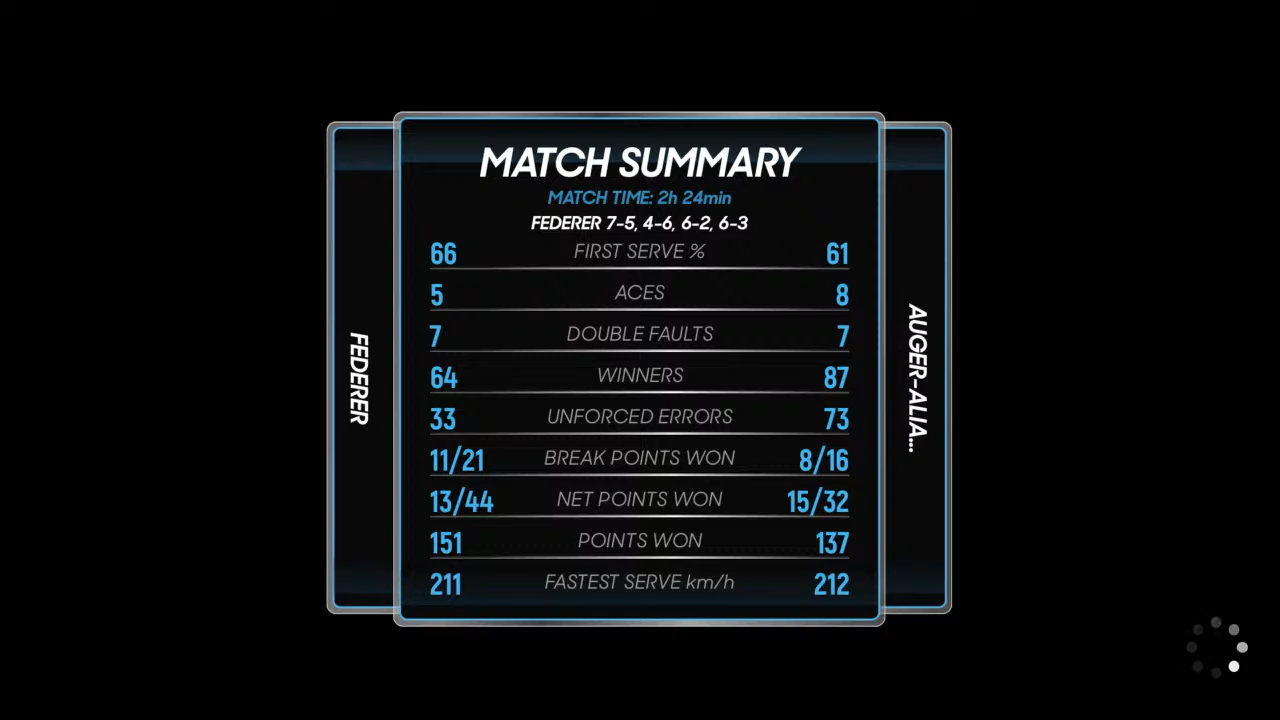 MATCH SUMMARY
MATCH TIME: 2h 24min
FEDERER 7-5, 4-6, 6-2, 6-3
66 FIRST SERVE % 61
5 ACES 8
7 DOUBLE FAULTS 7
64 WINNERS 87
33 UNFORCED ERRORS 73
11/21 BREAK POINTS WON 8/16
13/44 NET POINTS WON 15/32
151 POINTS WON 137
211 FASTEST SERVE km/h 212
FEDERER
AUGER-ALIA...